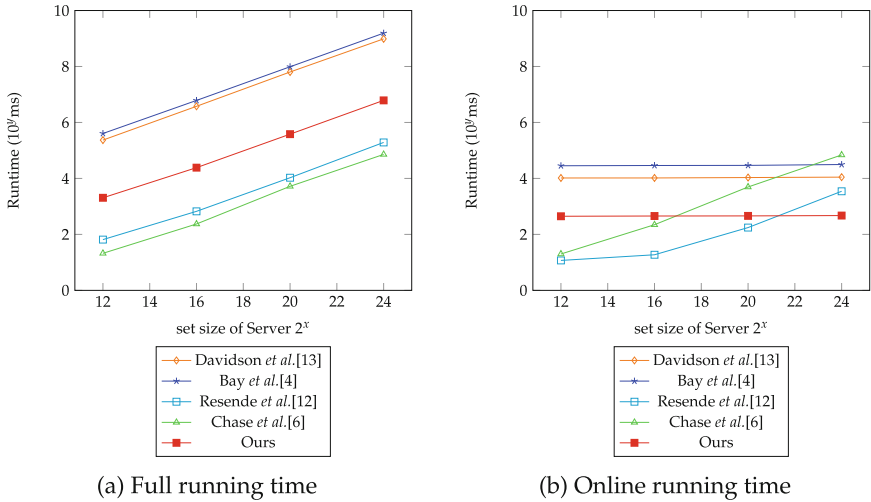 10
8
6
4
2
0
Runtime (10^y ms)
12 14 16 18 20 22 24
set size of Server 2^x
Davidson et al.[13]
Bay et al.[4]
Resende et al.[12]
Chase et al.[6]
Ours
(a) Full running time
10
8
6
4
2
0
Runtime (10^y ms)
12 14 16 18 20 22 24
set size of Server 2^x
Davidson et al.[13]
Bay et al.[4]
Resende et al.[12]
Chase et al.[6]
Ours
(b) Online running time